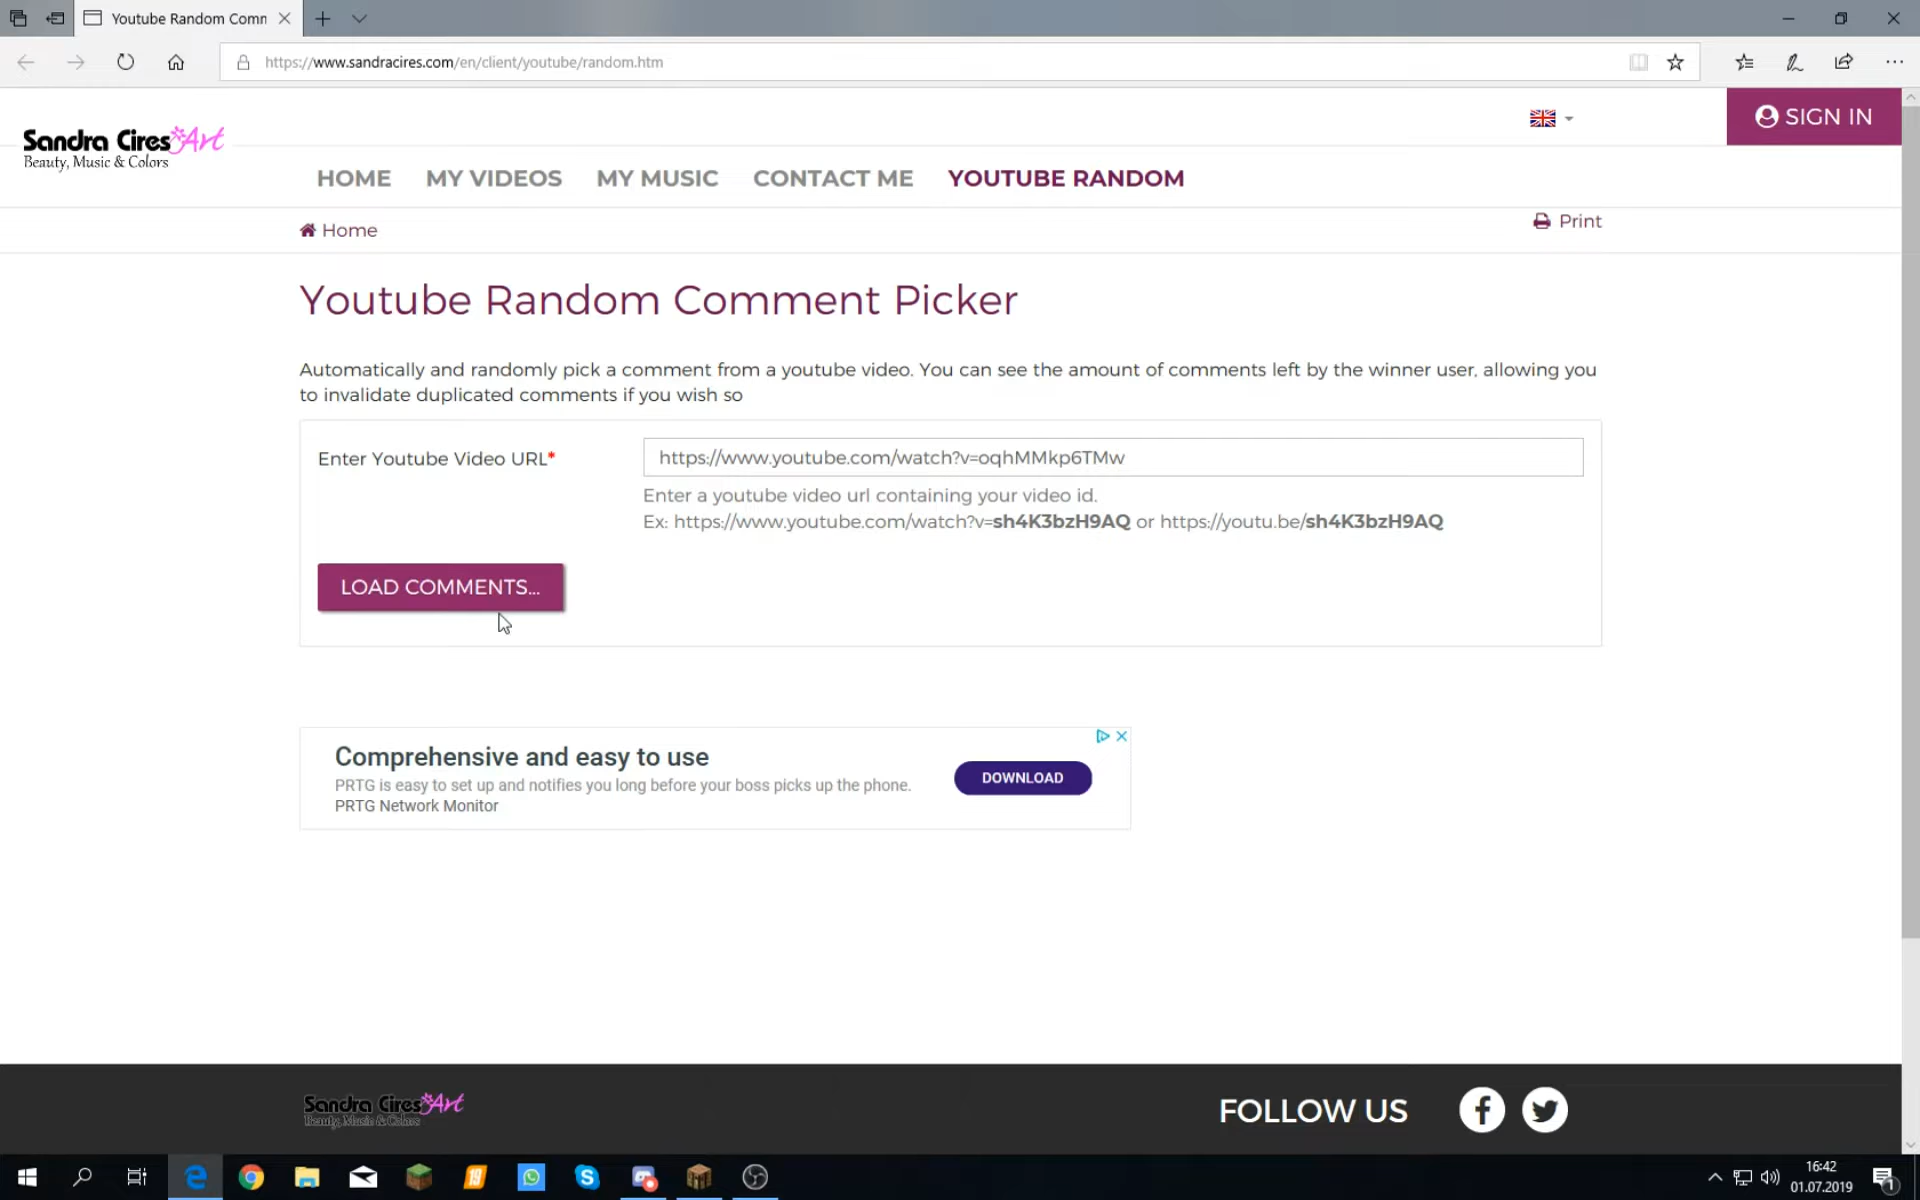 Youtube Random Comn
https://www.sandracires.com/en/client/youtube/random.htm
SIGN IN
Sandra Cires Art
Beauty, Music & Colors
HOME MY VIDEOS MY MUSIC CONTACT ME YOUTUBE RANDOM
Home
Print
Youtube Random Comment Picker
Automatically and randomly pick a comment from a youtube video. You can see the amount of comments left by the winner user, allowing you
to invalidate duplicated comments if you wish so
Enter Youtube Video URL*
https://www.youtube.com/watch?v=oqhMMkp6TMw
Enter a youtube video url containing your video id.
Ex: https://www.youtube.com/watch?v=sh4K3bzH9AQ or https://youtu.be/sh4K3bzH9AQ
LOAD COMMENTS...
Comprehensive and easy to use
PRTG is easy to set up and notifies you long before your boss picks up the phone.
PRTG Network Monitor
DOWNLOAD
Sandra Cires Art
Beauty, Music & Colors
FOLLOW US
16:42
01.07.2019
1